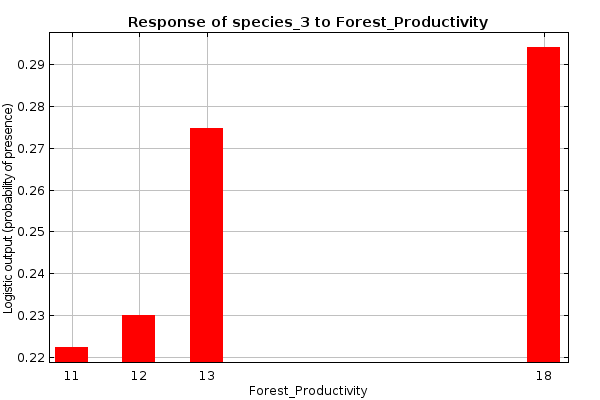 Response of species_3 to Forest_Productivity
Logistic output (probability of presence)
0.29
0.28
0.27
0.26
0.25
0.24
0.23
0.22
11 12 13 18
Forest_Productivity